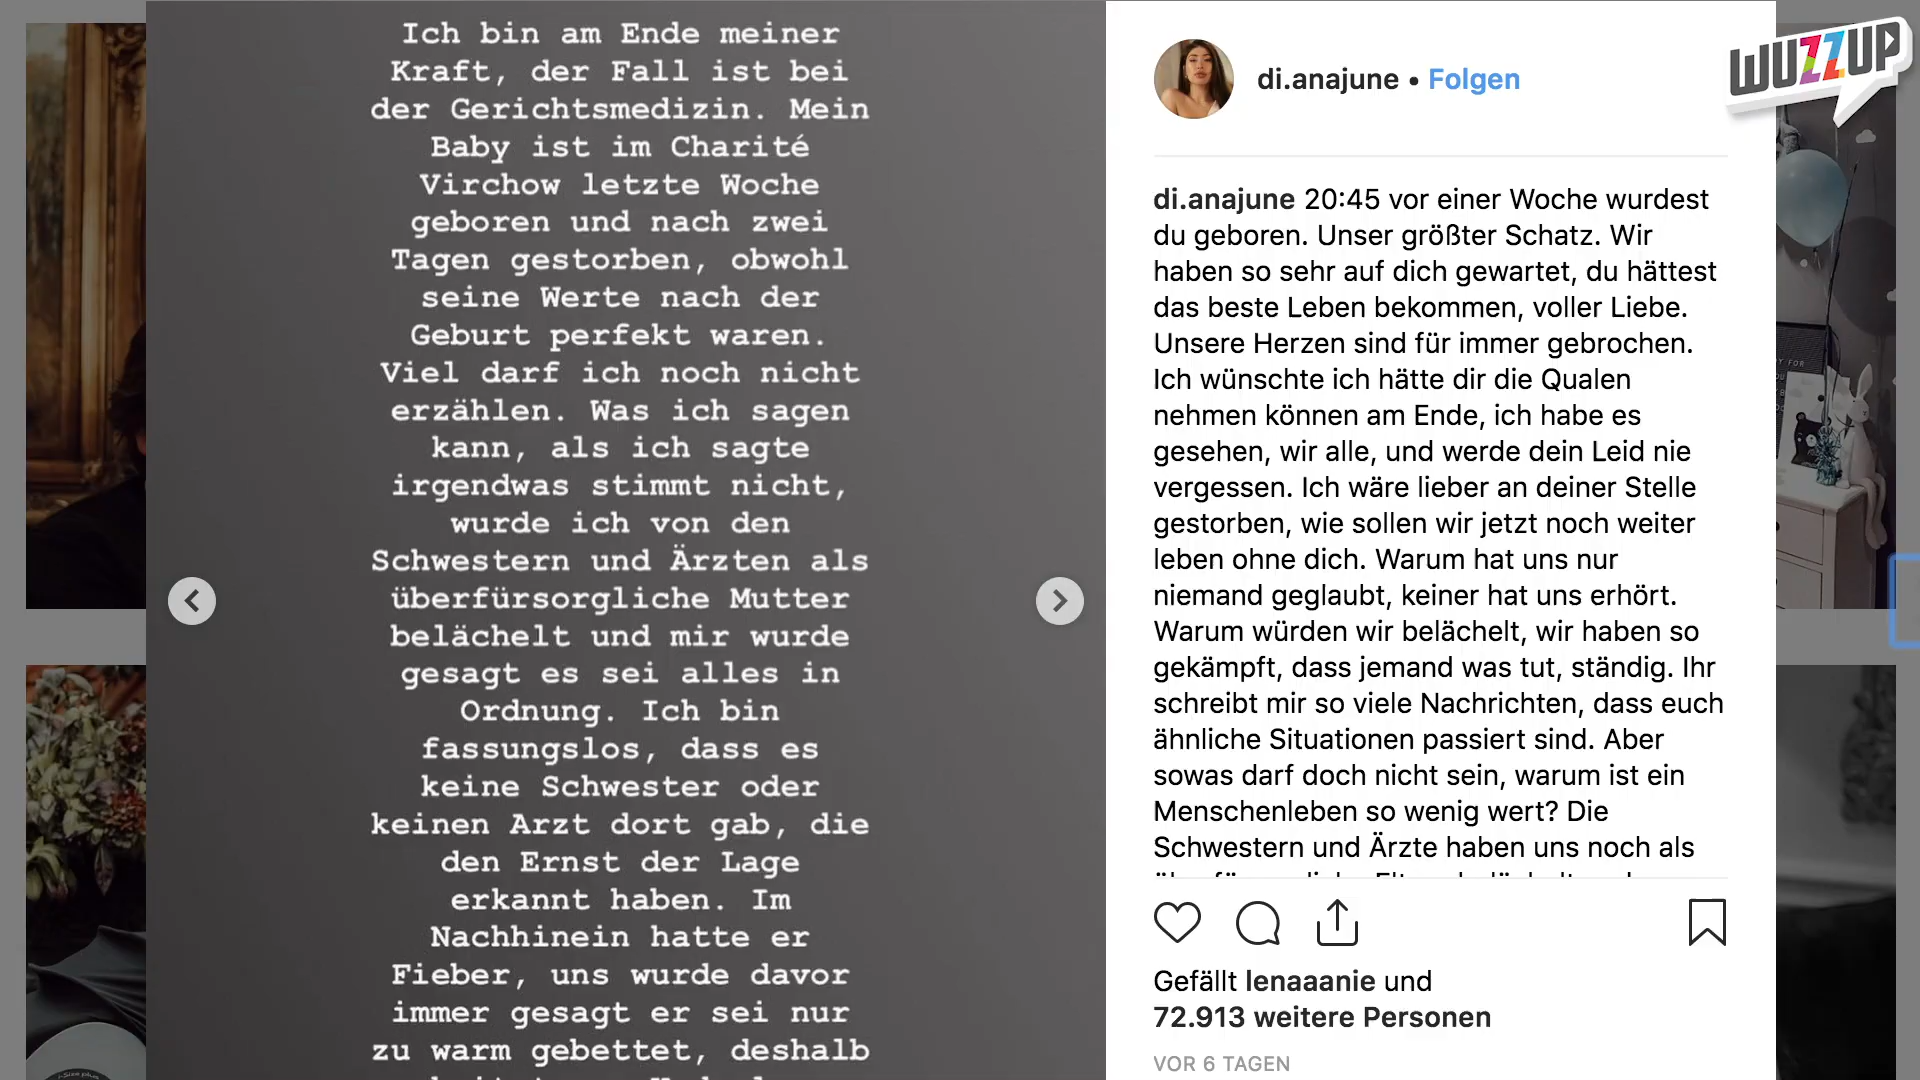 Ich bin am Ende meiner
Kraft, der Fall ist bei
der Gerichtsmedizin. Mein
Baby ist im Charité
Virchow letzte Woche
geboren und nach zwei
Tagen gestorben, obwohl
seine Werte nach der
Geburt perfekt waren.
Viel darf ich noch nicht
erzählen. Was ich sagen
kann, als ich sagte
irgendwas stimmt nicht,
wurde ich von den
Schwestern und Ärzten als
überfürsorgliche Mutter
belächelt und mir wurde
gesagt es sei alles in
Ordnung. Ich bin
fassungslos, dass es
keine Schwester oder
keinen Arzt dort gab, die
den Ernst der Lage
erkannt haben. Im
Nachhinein hatte er
Fieber, uns wurde davor
immer gesagt er sei nur
zu warm gebettet, deshalb
di.anajune • Folgen
WUZZUP
di.anajune 20:45 vor einer Woche wurdest
du geboren. Unser größter Schatz. Wir
haben so sehr auf dich gewartet, du hättest
das beste Leben bekommen, voller Liebe.
Unsere Herzen sind für immer gebrochen.
Ich wünschte ich hätte dir die Qualen
nehmen können am Ende, ich habe es
gesehen, wir alle, und werde dein Leid nie
vergessen. Ich wäre lieber an deiner Stelle
gestorben, wie sollen wir jetzt noch weiter
leben ohne dich. Warum hat uns nur
niemand geglaubt, keiner hat uns erhört.
Warum würden wir belächelt, wir haben so
gekämpft, dass jemand was tut, ständig. Ihr
schreibt mir so viele Nachrichten, dass euch
ähnliche Situationen passiert sind. Aber
sowas darf doch nicht sein, warum ist ein
Menschenleben so wenig wert? Die
Schwestern und Ärzte haben uns noch als
Gefällt lenaaanie und
72.913 weitere Personen
VOR 6 TAGEN